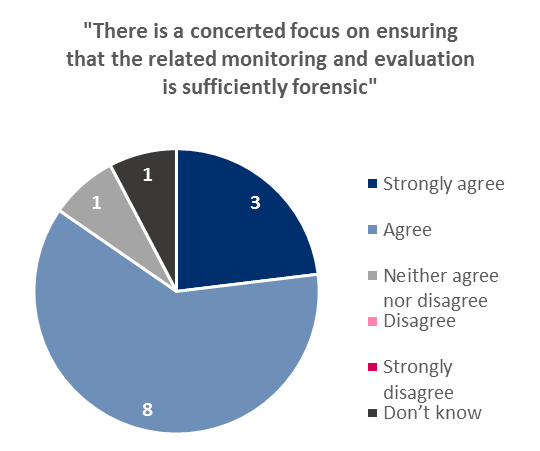 "There is a concerted focus on ensuring
that the related monitoring and evaluation
is sufficiently forensic"
1
1
3
8
Strongly agree
Agree
Neither agree
nor disagree
Disagree
Strongly
disagree
Don’t know